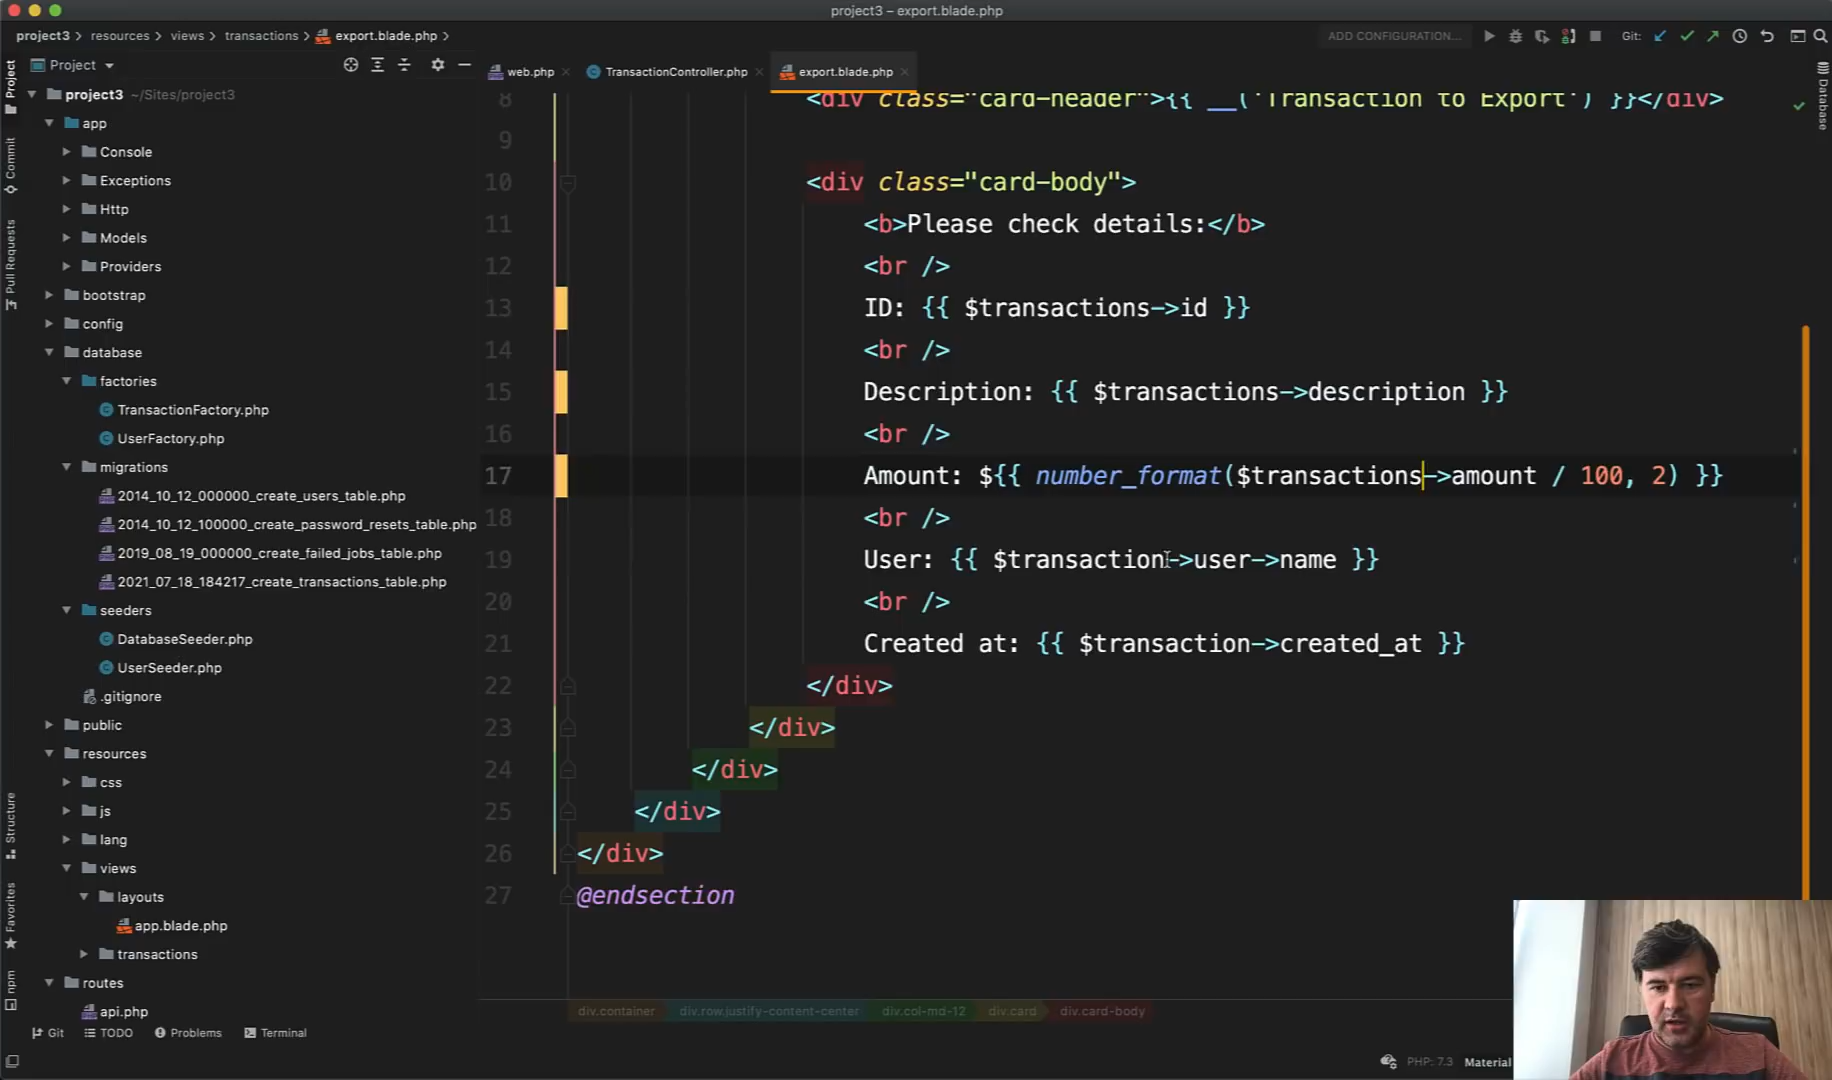 project3 – export.blade.php
project3 > resources > views > transactions > export.blade.php >
ADD CONFIGURATION...
Git:
Project
web.php
TransactionController.php
export.blade.php
project3 ~/Sites/project3
app
Console
Exceptions
Http
Models
Providers
bootstrap
config
database
factories
TransactionFactory.php
UserFactory.php
migrations
2014_10_12_000000_create_users_table.php
2014_10_12_100000_create_password_resets_table.php
2019_08_19_000000_create_failed_jobs_table.php
2021_07_18_184217_create_transactions_table.php
seeders
DatabaseSeeder.php
UserSeeder.php
.gitignore
public
resources
css
js
lang
views
layouts
app.blade.php
transactions
routes
api.php
8 <div class="card-header">{{ __('Transaction to Export') }}</div>
9
10 <div class="card-body">
11 <b>Please check details:</b>
12 <br />
13 ID: {{ $transactions->id }}
14 <br />
15 Description: {{ $transactions->description }}
16 <br />
17 Amount: ${{ number_format($transactions->amount / 100, 2) }}
18 <br />
19 User: {{ $transaction->user->name }}
20 <br />
21 Created at: {{ $transaction->created_at }}
22 </div>
23 </div>
24 </div>
25 </div>
26 </div>
27 @endsection
div.container
div.row.justify-content-center
div.col-md-12
div.card
div.card-body
Project
Commit
Pull Requests
Structure
Favorites
npm
Database
Git
TODO
Problems
Terminal
PHP: 7.3
Material